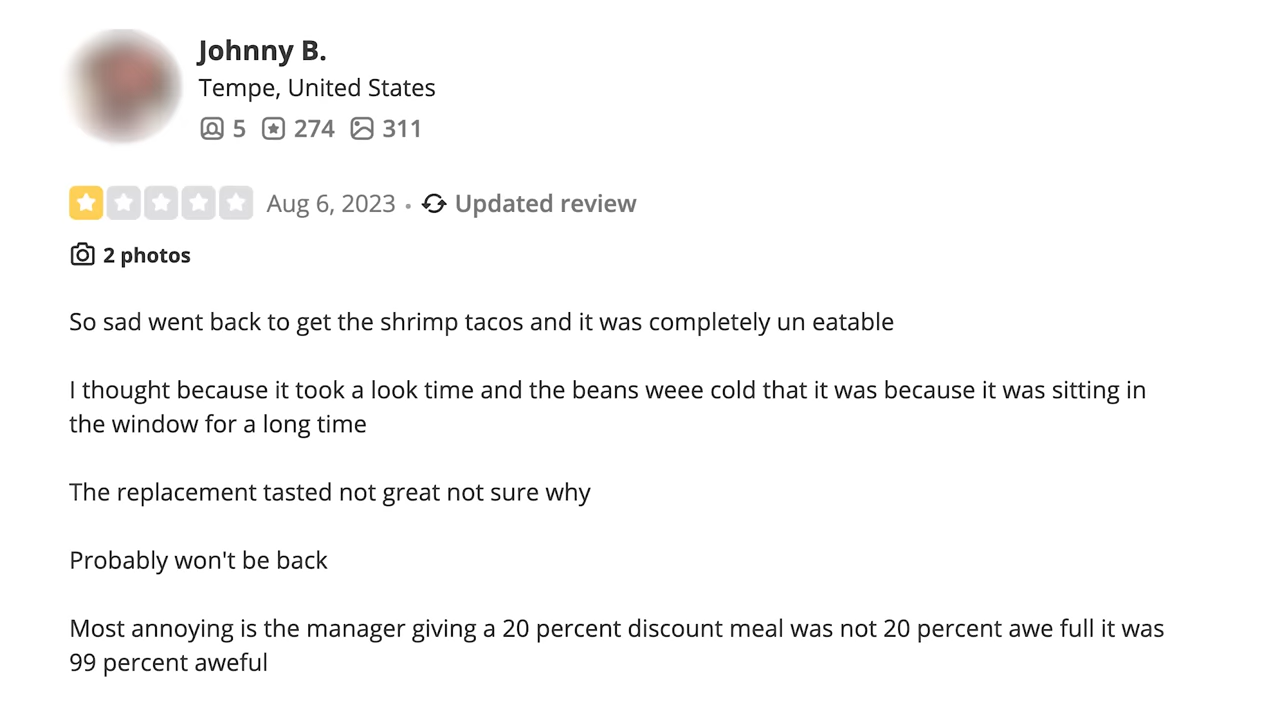 Johnny B.
Tempe, United States
5 274 311
Aug 6, 2023 • Updated review
2 photos
So sad went back to get the shrimp tacos and it was completely un eatable
I thought because it took a look time and the beans weee cold that it was because it was sitting in
the window for a long time
The replacement tasted not great not sure why
Probably won't be back
Most annoying is the manager giving a 20 percent discount meal was not 20 percent awe full it was
99 percent aweful